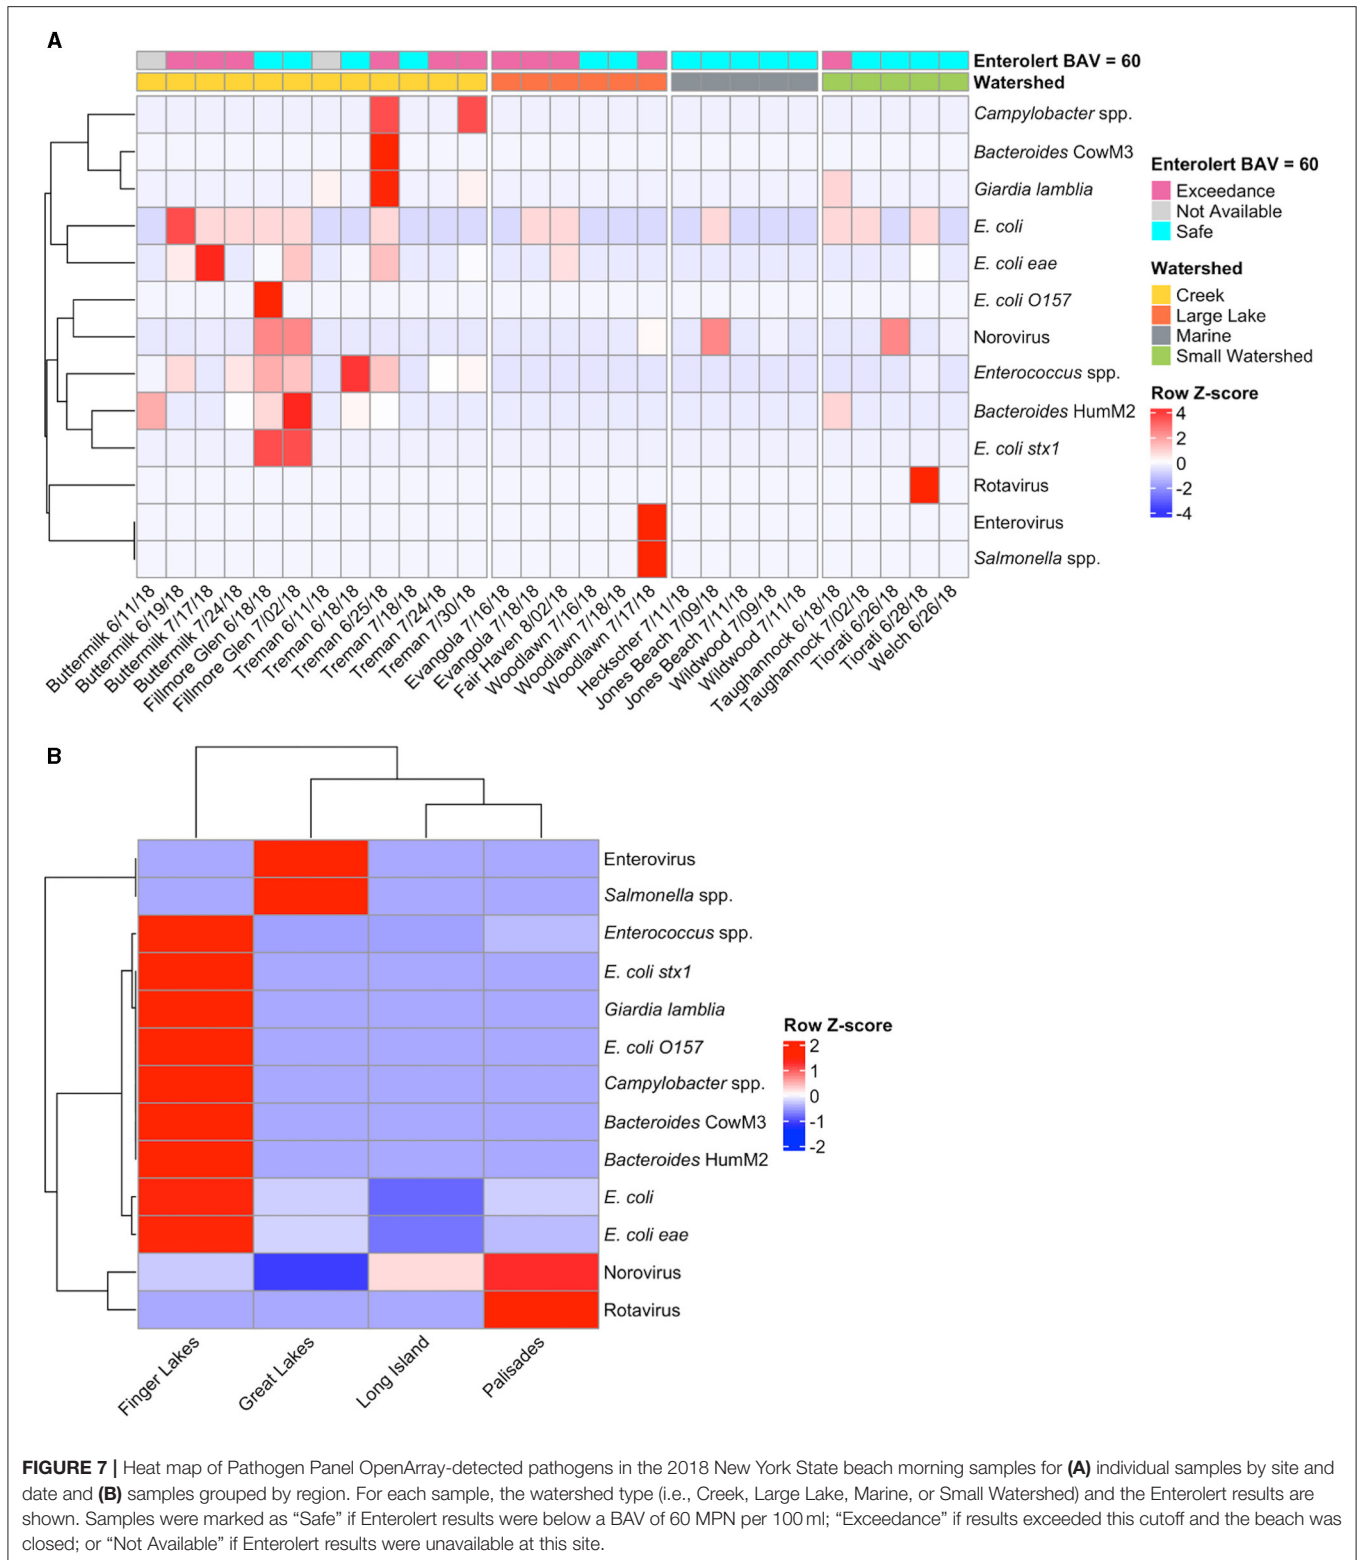 A
Enterolert BAV = 60
Watershed
Campylobacter spp.
Bacteroides CowM3
Giardia lamblia
E. coli
E. coli eae
E. coli O157
Norovirus
Enterococcus spp.
Bacteroides HumM2
E. coli stx1
Rotavirus
Enterovirus
Salmonella spp.
Enterolert BAV = 60
Exceedance
Not Available
Safe
Watershed
Creek
Large Lake
Marine
Small Watershed
Row Z-score
4
2
0
-2
-4
Buttermilk 6/11/18
Buttermilk 6/19/18
Buttermilk 7/17/18
Buttermilk 7/24/18
Fillmore Glen 6/18/18
Fillmore Glen 7/02/18
Treman 6/11/18
Treman 6/18/18
Treman 6/25/18
Treman 7/18/18
Treman 7/24/18
Treman 7/30/18
Evangola 7/16/18
Evangola 7/18/18
Fair Haven 8/02/18
Woodlawn 7/16/18
Woodlawn 7/18/18
Woodlawn 7/17/18
Heckscher 7/11/18
Jones Beach 7/09/18
Jones Beach 7/11/18
Wildwood 7/09/18
Wildwood 7/11/18
Taughannock 6/18/18
Taughannock 7/02/18
Tiorati 6/26/18
Tiorati 6/28/18
Welch 6/26/18
B
Enterovirus
Salmonella spp.
Enterococcus spp.
E. coli stx1
Giardia lamblia
E. coli O157
Campylobacter spp.
Bacteroides CowM3
Bacteroides HumM2
E. coli
E. coli eae
Norovirus
Rotavirus
Row Z-score
2
1
0
-1
-2
Finger Lakes
Great Lakes
Long Island
Palisades
FIGURE 7 | Heat map of Pathogen Panel OpenArray-detected pathogens in the 2018 New York State beach morning samples for (A) individual samples by site and
date and (B) samples grouped by region. For each sample, the watershed type (i.e., Creek, Large Lake, Marine, or Small Watershed) and the Enterolert results are
shown. Samples were marked as “Safe” if Enterolert results were below a BAV of 60 MPN per 100 ml; “Exceedance” if results exceeded this cutoff and the beach was
closed; or “Not Available” if Enterolert results were unavailable at this site.